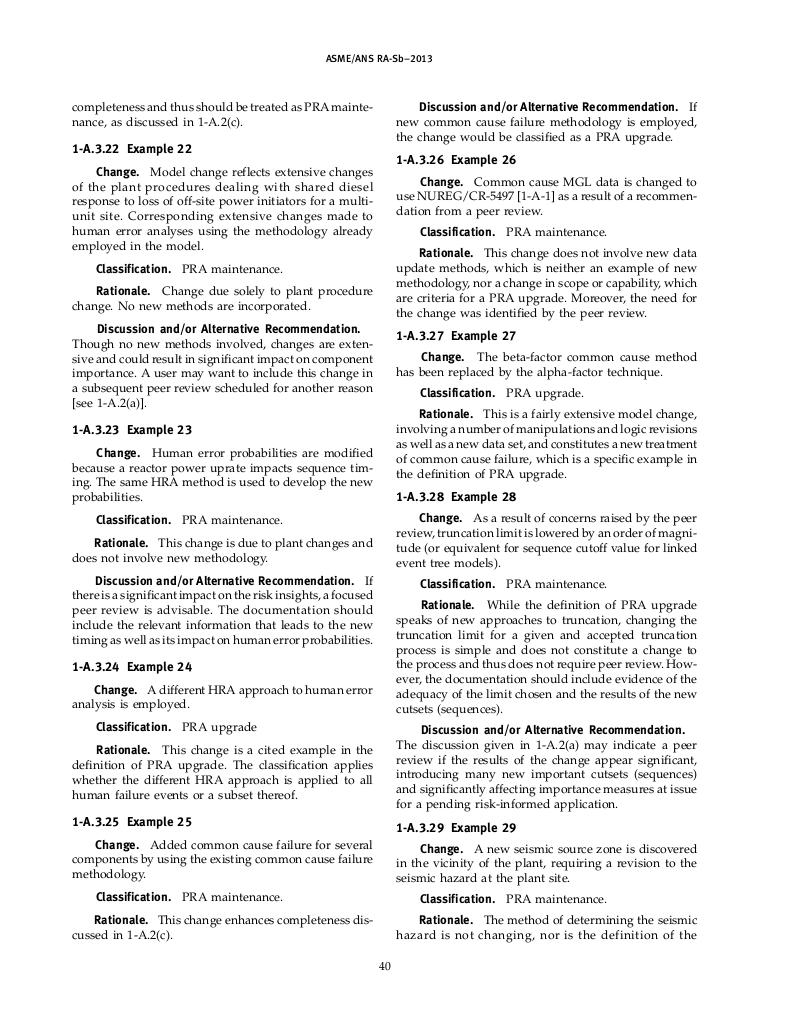 ASME/ANS RA-Sb–2013
completeness and thus should be treated as PRA mainte-
nance, as discussed in 1-A.2(c).
1-A.3.22 Example 22
Change. Model change reflects extensive changes
of the plant procedures dealing with shared diesel
response to loss of off-site power initiators for a multi-
unit site. Corresponding extensive changes made to
human error analyses using the methodology already
employed in the model.
Classification. PRA maintenance.
Rationale. Change due solely to plant procedure
change. No new methods are incorporated.
Discussion and/or Alternative Recommendation.
Though no new methods involved, changes are exten-
sive and could result in significant impact on component
importance. A user may want to include this change in
a subsequent peer review scheduled for another reason
[see 1-A.2(a)].
1-A.3.23 Example 23
Change. Human error probabilities are modified
because a reactor power uprate impacts sequence tim-
ing. The same HRA method is used to develop the new
probabilities.
Classification. PRA maintenance.
Rationale. This change is due to plant changes and
does not involve new methodology.
Discussion and/or Alternative Recommendation. If
there is a significant impact on the risk insights, a focused
peer review is advisable. The documentation should
include the relevant information that leads to the new
timing as well as its impact on human error probabilities.
1-A.3.24 Example 24
Change. A different HRA approach to human error
analysis is employed.
Classification. PRA upgrade
Rationale. This change is a cited example in the
definition of PRA upgrade. The classification applies
whether the different HRA approach is applied to all
human failure events or a subset thereof.
1-A.3.25 Example 25
Change. Added common cause failure for several
components by using the existing common cause failure
methodology.
Classification. PRA maintenance.
Rationale. This change enhances completeness dis-
cussed in 1-A.2(c).
Discussion and/or Alternative Recommendation. If
new common cause failure methodology is employed,
the change would be classified as a PRA upgrade.
1-A.3.26 Example 26
Change. Common cause MGL data is changed to
use NUREG/CR-5497 [1-A-1] as a result of a recommen-
dation from a peer review.
Classification. PRA maintenance.
Rationale. This change does not involve new data
update methods, which is neither an example of new
methodology, nor a change in scope or capability, which
are criteria for a PRA upgrade. Moreover, the need for
the change was identified by the peer review.
1-A.3.27 Example 27
Change. The beta-factor common cause method
has been replaced by the alpha-factor technique.
Classification. PRA upgrade.
Rationale. This is a fairly extensive model change,
involving a number of manipulations and logic revisions
as well as a new data set, and constitutes a new treatment
of common cause failure, which is a specific example in
the definition of PRA upgrade.
1-A.3.28 Example 28
Change. As a result of concerns raised by the peer
review, truncation limit is lowered by an order of magni-
tude (or equivalent for sequence cutoff value for linked
event tree models).
Classification. PRA maintenance.
Rationale. While the definition of PRA upgrade
speaks of new approaches to truncation, changing the
truncation limit for a given and accepted truncation
process is simple and does not constitute a change to
the process and thus does not require peer review. How-
ever, the documentation should include evidence of the
adequacy of the limit chosen and the results of the new
cutsets (sequences).
Discussion and/or Alternative Recommendation.
The discussion given in 1-A.2(a) may indicate a peer
review if the results of the change appear significant,
introducing many new important cutsets (sequences)
and significantly affecting importance measures at issue
for a pending risk-informed application.
1-A.3.29 Example 29
Change. A new seismic source zone is discovered
in the vicinity of the plant, requiring a revision to the
seismic hazard at the plant site.
Classification. PRA maintenance.
Rationale. The method of determining the seismic
hazard is not changing, nor is the definition of the
40